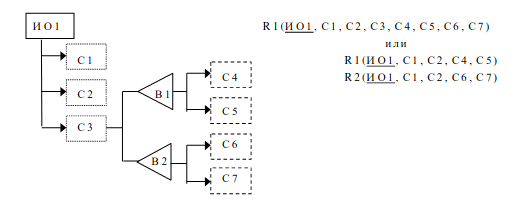 ИО1
С1
С2
С3
В1
В2
С4
С5
С6
С7
R1(ИО1, С1, С2, С3, С4, С5, С6, С7)
или
R1(ИО1, С1, С2, С4, С5)
R2(ИО1, С1, С2, С6, С7)